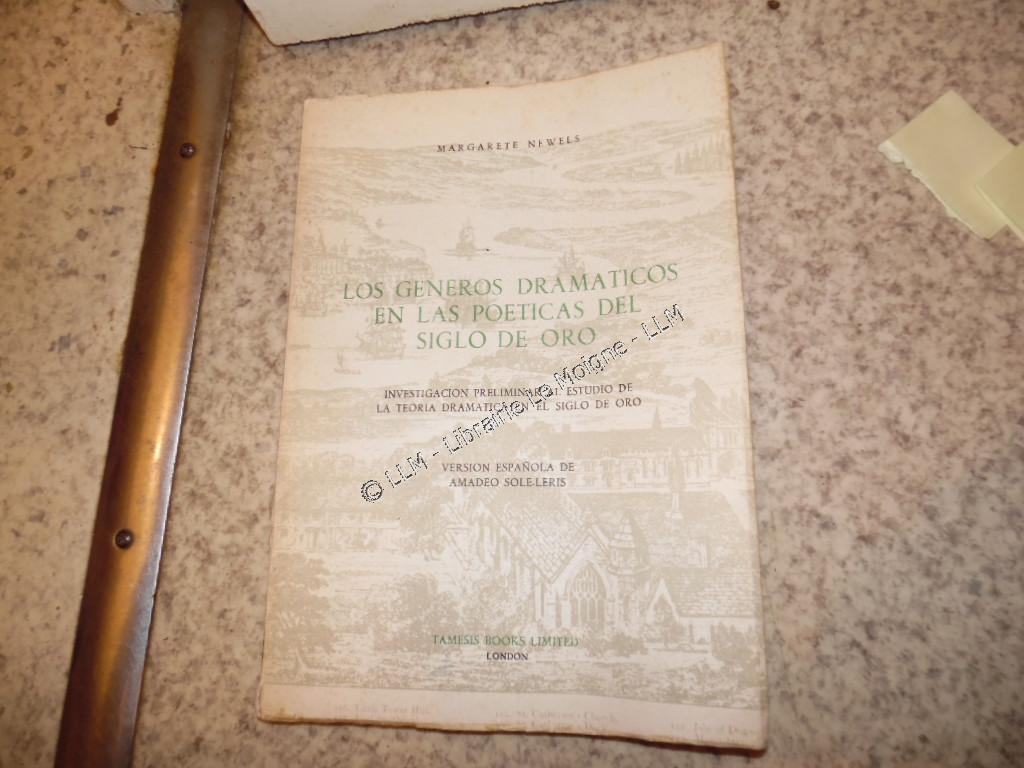 MARGARETE NEWELS
LOS GENEROS DRAMATICOS
EN LAS POETICAS DEL
SIGLO DE ORO
INVESTIGACION PRELIMINAR AL ESTUDIO DE
LA TEORIA DRAMATICA EN EL SIGLO DE ORO
© LLM - Librairie Le Moigne - LLM
VERSION ESPAÑOLA DE
AMADEO SOLE-LERIS
TAMESIS BOOKS LIMITED
LONDON